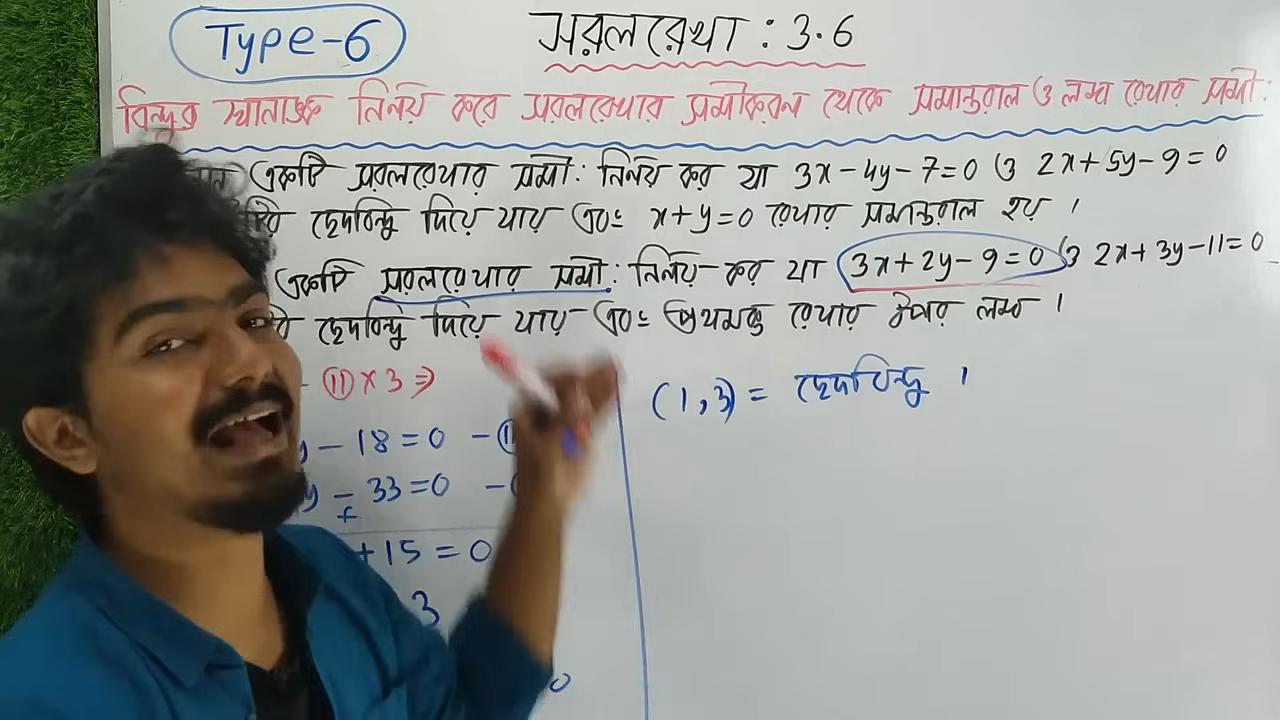 Type-6
সরলরেখা : 3.6
বিন্দুর স্থানাঙ্ক নির্ণয় করে সরলরেখার সমীকরণ থেকে সমান্তরাল ও লম্ব রেখার সমী:
একটি সরলরেখার সমী: নির্ণয় কর যা 3x - 4y - 7 = 0 ও 2x + 5y - 9 = 0
ছেদবিন্দু দিয়ে যায় এবং x + y = 0 রেখার সমান্তরাল হয় ।
একটি সরলরেখার সমী: নির্ণয় কর যা 3x + 2y - 9 = 0 ও 2x + 3y - 11 = 0
ছেদবিন্দু দিয়ে যায় এবং প্রথমক্ত রেখার উপর লম্ব ।
- (11) × 3 ⇒
y - 18 = 0 -
y - 33 = 0 -
+
+ 15 = 0
3
0
(1, 3) = ছেদবিন্দু ।